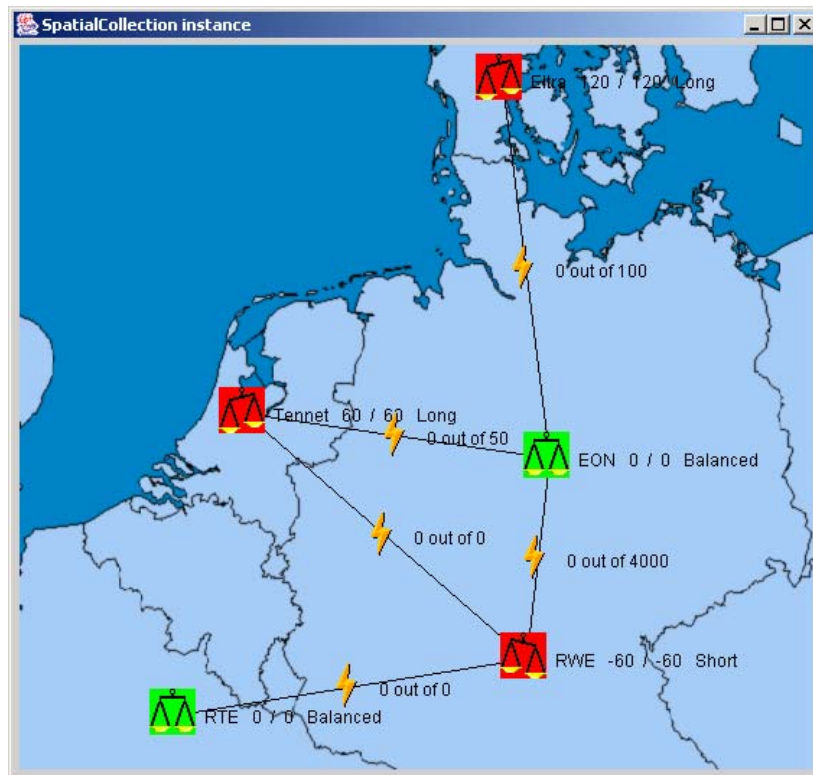 SpatialCollection instance
Eltra 120 / 120 Long
0 out of 100
Tennet 60 / 60 Long
0 out of 50
EON 0 / 0 Balanced
0 out of 0
0 out of 4000
RWE -60 / -60 Short
0 out of 0
RTE 0 / 0 Balanced